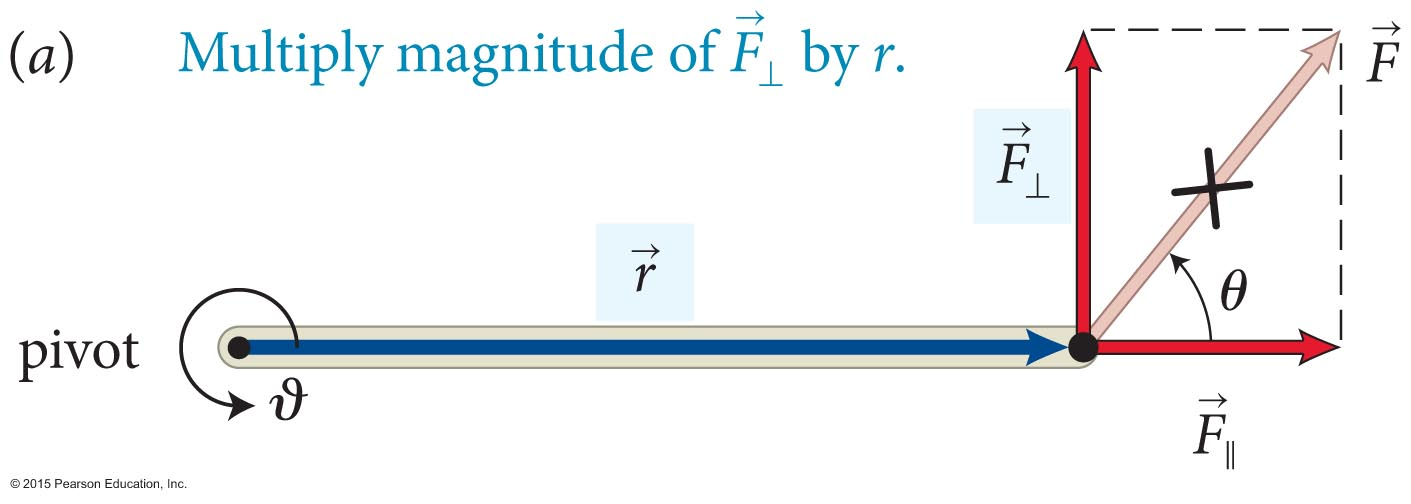 (a) Multiply magnitude of F⃗⊥ by r.
F⃗
F⃗⊥
r⃗
θ
pivot
ϑ
F⃗∥
© 2015 Pearson Education, Inc.